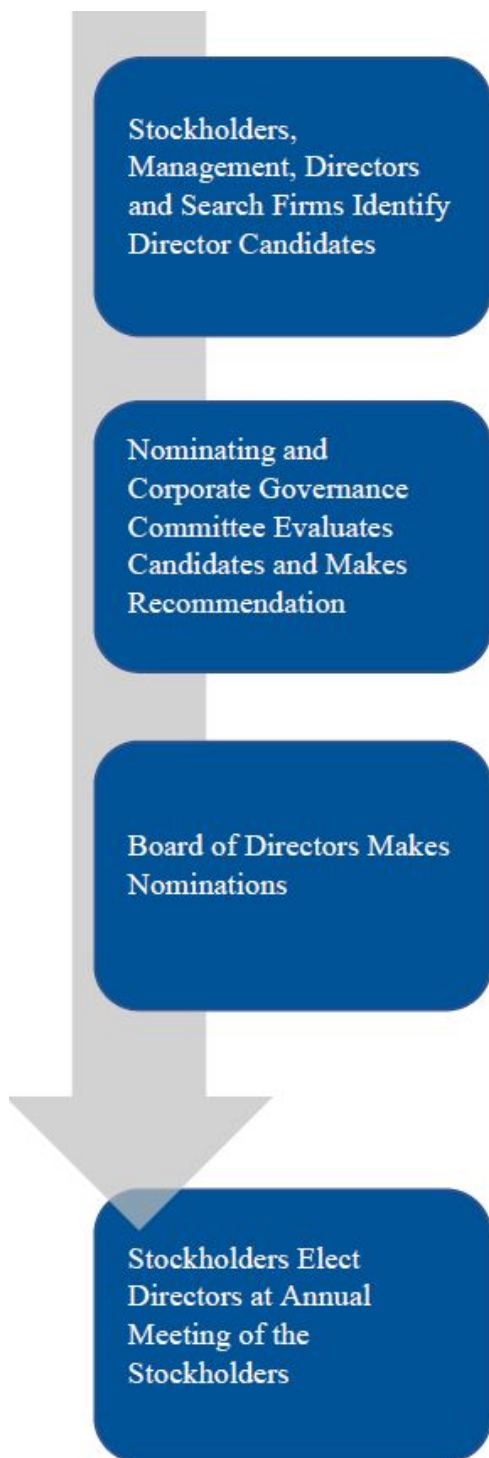 Stockholders,
Management, Directors
and Search Firms Identify
Director Candidates
Nominating and
Corporate Governance
Committee Evaluates
Candidates and Makes
Recommendation
Board of Directors Makes
Nominations
Stockholders Elect
Directors at Annual
Meeting of the
Stockholders